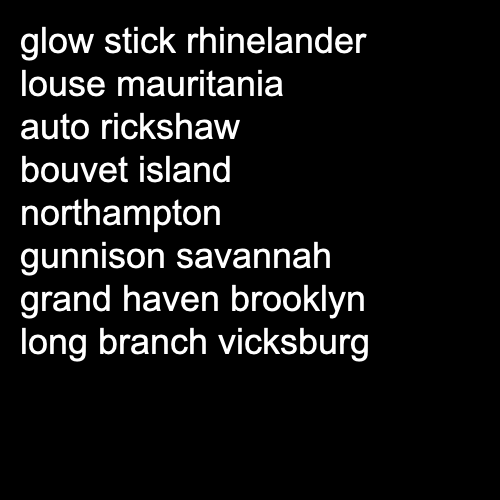 glow stick rhinelander
louse mauritania
auto rickshaw
bouvet island
northampton
gunnison savannah
grand haven brooklyn
long branch vicksburg